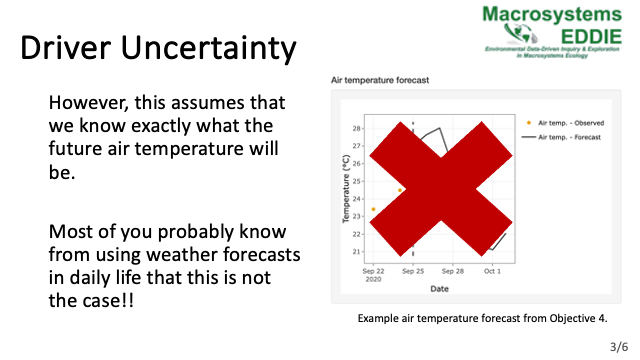 Macrosystems
EDDIE
Environmental Data-Driven Inquiry & Exploration
in Macrosystems Ecology
Driver Uncertainty
However, this assumes that
we know exactly what the
future air temperature will
be.
Most of you probably know
from using weather forecasts
in daily life that this is not
the case!!
Air temperature forecast
Air temp. - Observed
Air temp. - Forecast
Temperature (°C)
28
27
26
25
24
23
22
21
Sep 22
2020
Sep 25
Sep 28
Oct 1
Date
Example air temperature forecast from Objective 4.
3/6